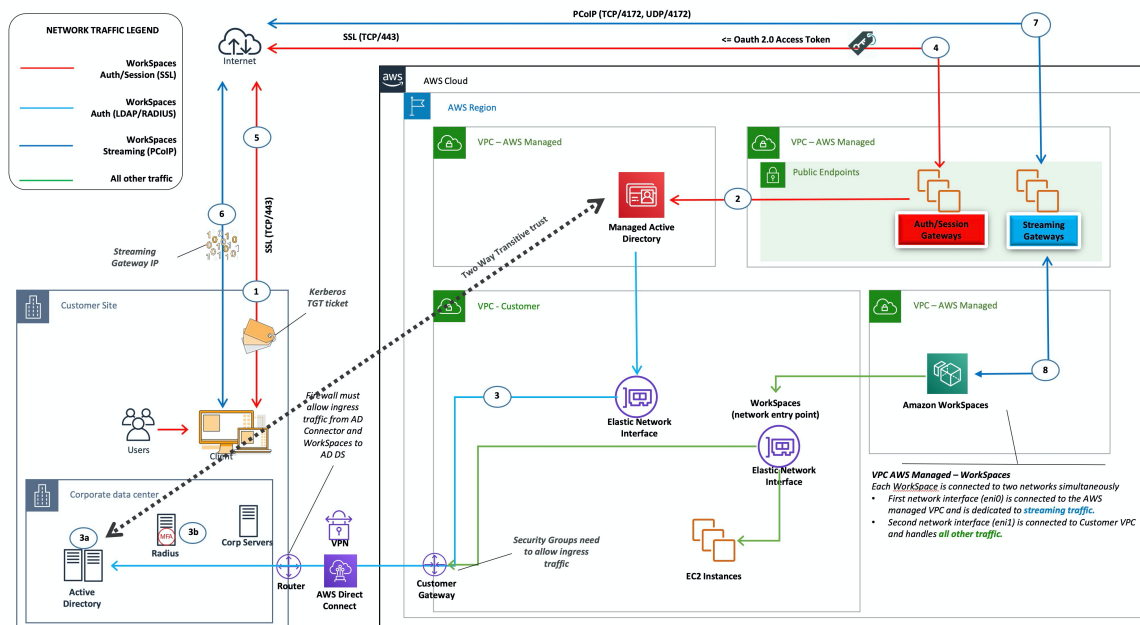 PCoIP (TCP/4172, UDP/4172)
7
NETWORK TRAFFIC LEGEND
WorkSpaces
Auth/Session (SSL)
WorkSpaces
Auth (LDAP/RADIUS)
WorkSpaces
Streaming (PCoIP)
All other traffic
Internet
SSL (TCP/443)
<= Oauth 2.0 Access Token
4
aws
AWS Cloud
AWS Region
VPC – AWS Managed
VPC – AWS Managed
Public Endpoints
5
6
SSL (TCP/443)
Streaming
Gateway IP
2
Managed Active
Directory
Auth/Session
Gateways
Streaming
Gateways
Two Way Transitive trust
Customer Site
1
Kerberos
TGT ticket
VPC - Customer
VPC – AWS Managed
8
Amazon WorkSpaces
3
Elastic Network
Interface
WorkSpaces
(network entry point)
Elastic Network
Interface
Users
Client
Firewall must
allow ingress
traffic from AD
Connector and
WorkSpaces to
AD DS
VPC AWS Managed – WorkSpaces
Each WorkSpace is connected to two networks simultaneously
• First network interface (eni0) is connected to the AWS
managed VPC and is dedicated to streaming traffic.
• Second network interface (eni1) is connected to Customer VPC
and handles all other traffic.
Corporate data center
3a
3b
MFA
Radius
Corp Servers
VPN
Active
Directory
Router
AWS Direct
Connect
Customer
Gateway
Security Groups need
to allow ingress
traffic
EC2 Instances